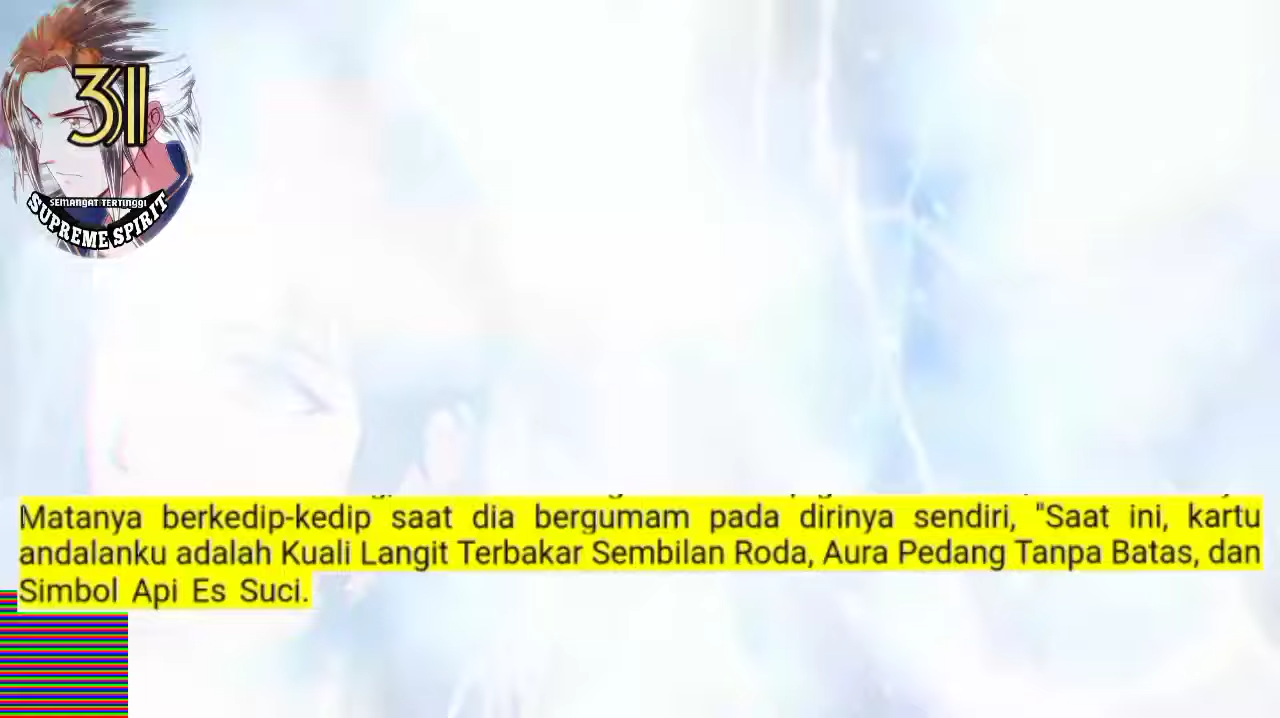 31
SEMANGAT TERTINGGI
SUPREME SPIRIT
Matanya berkedip-kedip saat dia bergumam pada dirinya sendiri, "Saat ini, kartu
andalanku adalah Kuali Langit Terbakar Sembilan Roda, Aura Pedang Tanpa Batas, dan
Simbol Api Es Suci.